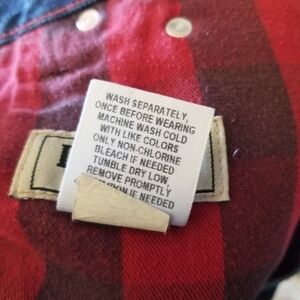 WASH SEPARATELY,
ONCE BEFORE WEARING
MACHINE WASH COLD
WITH LIKE COLORS
ONLY NON-CHLORINE
BLEACH IF NEEDED
TUMBLE DRY LOW,
REMOVE PROMPTLY
IF NEEDED